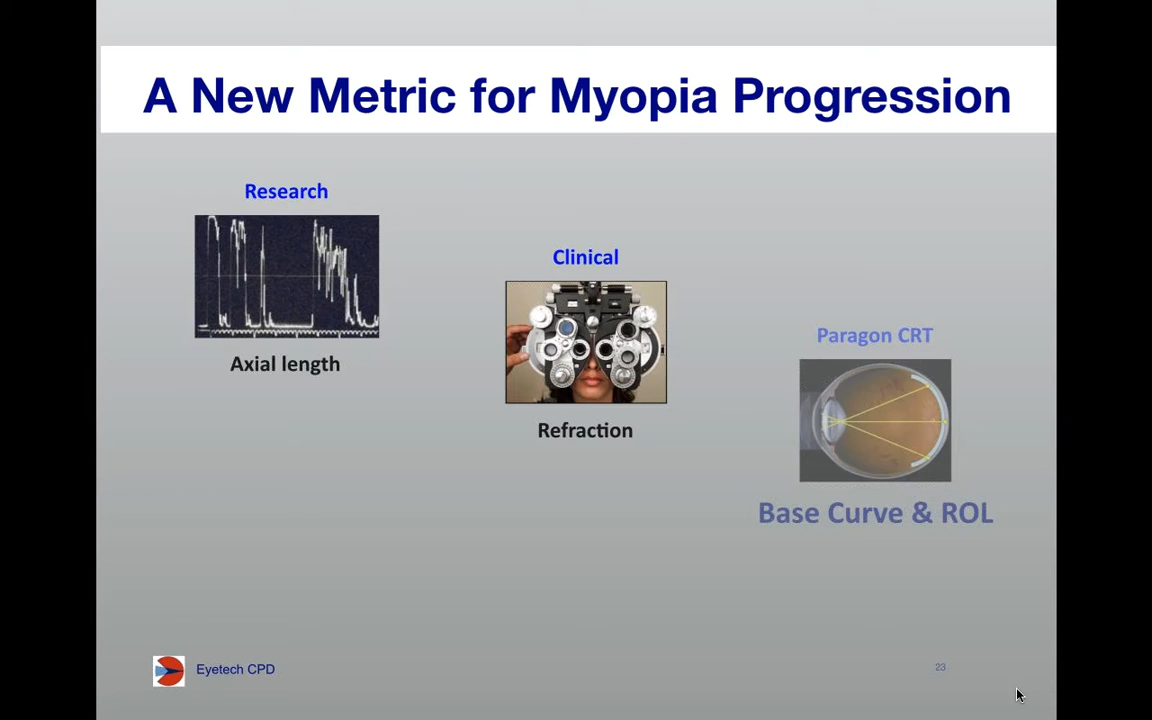 A New Metric for Myopia Progression
Research
Axial length
Clinical
Refraction
Paragon CRT
Base Curve & ROL
Eyetech CPD
23